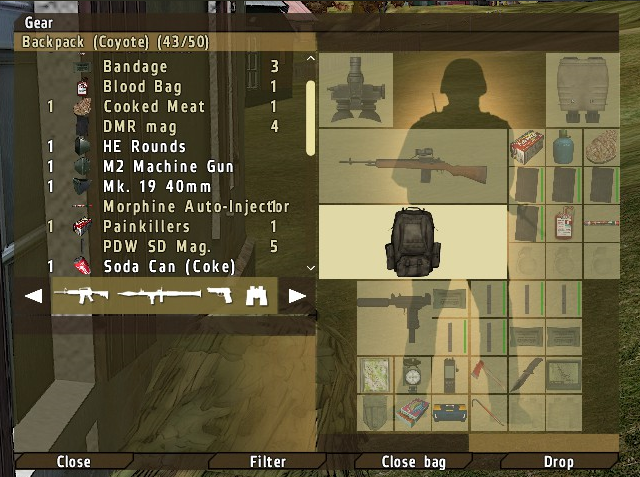 Gear
Backpack (Coyote) (43/50)
Bandage 3
Blood Bag 1
1 Cooked Meat 1
DMR mag 4
1 HE Rounds
1 M2 Machine Gun
1 Mk. 19 40mm
Morphine Auto-Injector 1
1 Painkillers 1
PDW SD Mag. 5
1 Soda Can (Coke)
Close Filter Close bag Drop